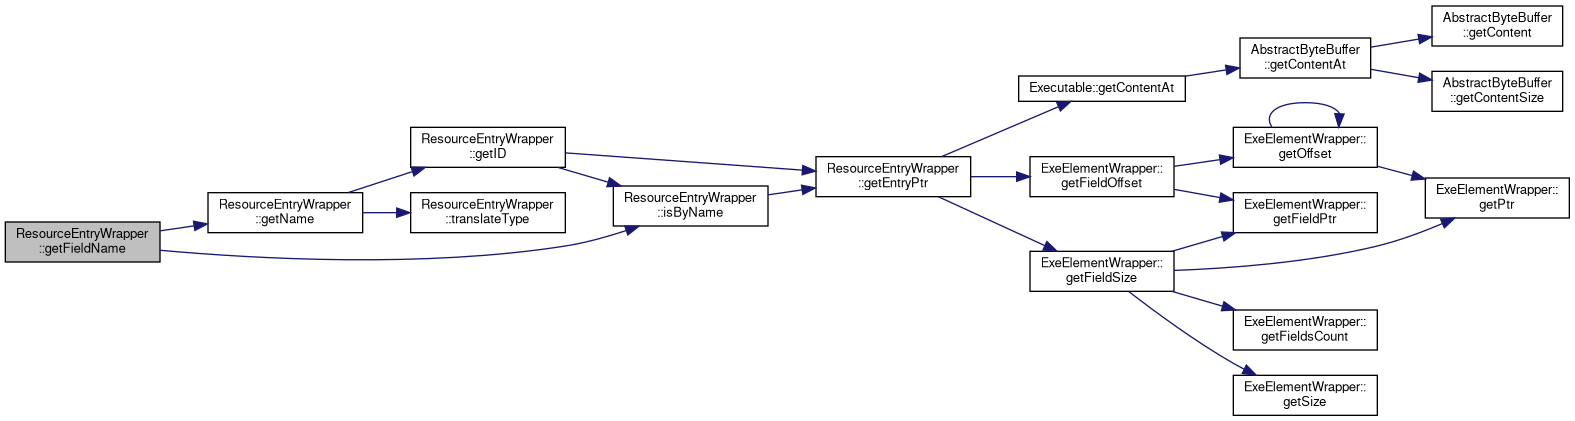 ResourceEntryWrapper
::getFieldName
ResourceEntryWrapper
::getName
ResourceEntryWrapper
::getID
ResourceEntryWrapper
::translateType
ResourceEntryWrapper
::isByName
ResourceEntryWrapper
::getEntryPtr
Executable::getContentAt
ExeElementWrapper::
getFieldOffset
ExeElementWrapper::
getFieldSize
AbstractByteBuffer
::getContentAt
ExeElementWrapper::
getOffset
ExeElementWrapper::
getFieldPtr
ExeElementWrapper::
getFieldsCount
ExeElementWrapper::
getSize
AbstractByteBuffer
::getContent
AbstractByteBuffer
::getContentSize
ExeElementWrapper::
getPtr